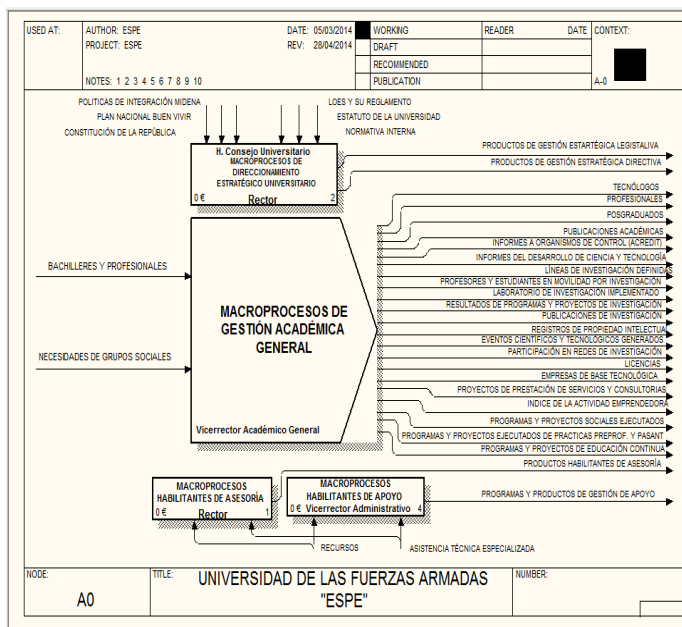 USED AT:
AUTHOR: ESPE
DATE: 05/03/2014
WORKING
READER
DATE
CONTEXT:
PROJECT: ESPE
REV: 28/04/2014
DRAFT
RECOMMENDED
NOTES: 1 2 3 4 5 6 7 8 9 10
PUBLICATION
A-0
POLITICAS DE INTEGRACIÓN MIDENA
PLAN NACIONAL BUEN VIVIR
CONSTITUCIÓN DE LA REPÚBLICA
LOES Y SU REGLAMENTO
ESTATUTO DE LA UNIVERSIDAD
NORMATIVA INTERNA
H. Consejo Universitario
MACROPROCESOS DE
DIRECCIONAMIENTO
ESTRATÉGICO UNIVERSITARIO
0 € Rector 2
PRODUCTOS DE GESTIÓN ESTARTÉGICA LEGISTALIVA
PRODUCTOS DE GESTIÓN ESTRATÉGICA DIRECTIVA
TECNÓLOGOS
PROFESIONALES
POSGRADUADOS
PUBLICACIONES ACADÉMICAS
INFORMES A ORGANISMOS DE CONTROL (ACREDIT)
INFORMES DEL DESARROLLO DE CIENCIA Y TECNOLOGÍA
LÍNEAS DE INVESTIGACIÓN DEFINIDAS
PROFESORES Y ESTUDIANTES EN MOVILIDAD POR INVESTIGACIÓN
LABORATORIO DE INVESTIGACIÓN IMPLEMENTADO
RESULTADOS DE PROGRAMAS Y PROYECTOS DE INVESTIGACIÓN
PUBLICACIONES DE INVESTIGACIÓN
REGISTROS DE PROPIEDAD INTELECTUAL
EVENTOS CIENTÍFICOS Y TECNOLÓGICOS GENERADOS
PARTICIPACIÓN EN REDES DE INVESTIGACIÓN
LICENCIAS
EMPRESAS DE BASE TECNOLÓGICA
PROYECTOS DE PRESTACIÓN DE SERVICIOS Y CONSULTORIAS
INDICE DE LA ACTIVIDAD EMPRENDEDORA
PROGRAMAS Y PROYECTOS SOCIALES EJECUTADOS
PROGRAMAS Y PROYECTOS EJECUTADOS DE PRACTICAS PREPROF. Y PASANT
PROGRAMAS Y PROYECTOS DE EDUCACIÓN CONTINUA
PRODUCTOS HABILITANTES DE ASESORÍA
PROGRAMAS Y PRODUCTOS DE GESTIÓN DE APOYO
BACHILLERES Y PROFESIONALES
NECESIDADES DE GRUPOS SOCIALES
MACROPROCESOS DE
GESTIÓN ACADÉMICA
GENERAL
Vicerrector Académico General
MACROPROCESOS
HABILITANTES DE ASESORÍA
0 € Rector 1
MACROPROCESOS
HABILITANTES DE APOYO
0 € Vicerrector Administrativo 4
RECURSOS
ASISTENCIA TÉCNICA ESPECIALIZADA
NODE:
A0
TITLE:
UNIVERSIDAD DE LAS FUERZAS ARMADAS
"ESPE"
NUMBER: